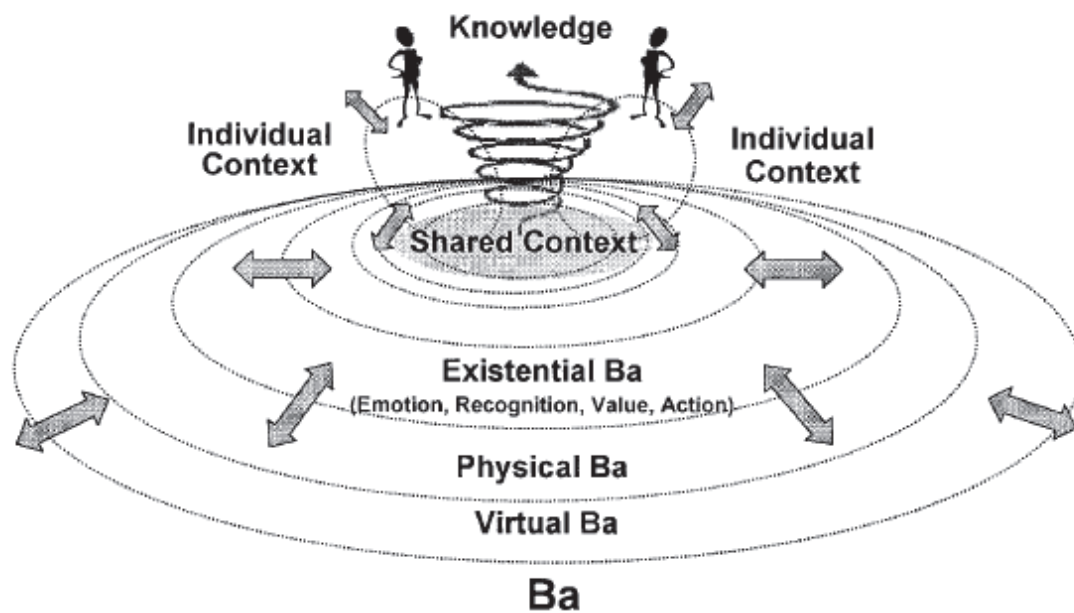 Knowledge
Individual
Context
Individual
Context
Shared Context
Existential Ba
(Emotion, Recognition, Value, Action)
Physical Ba
Virtual Ba
Ba